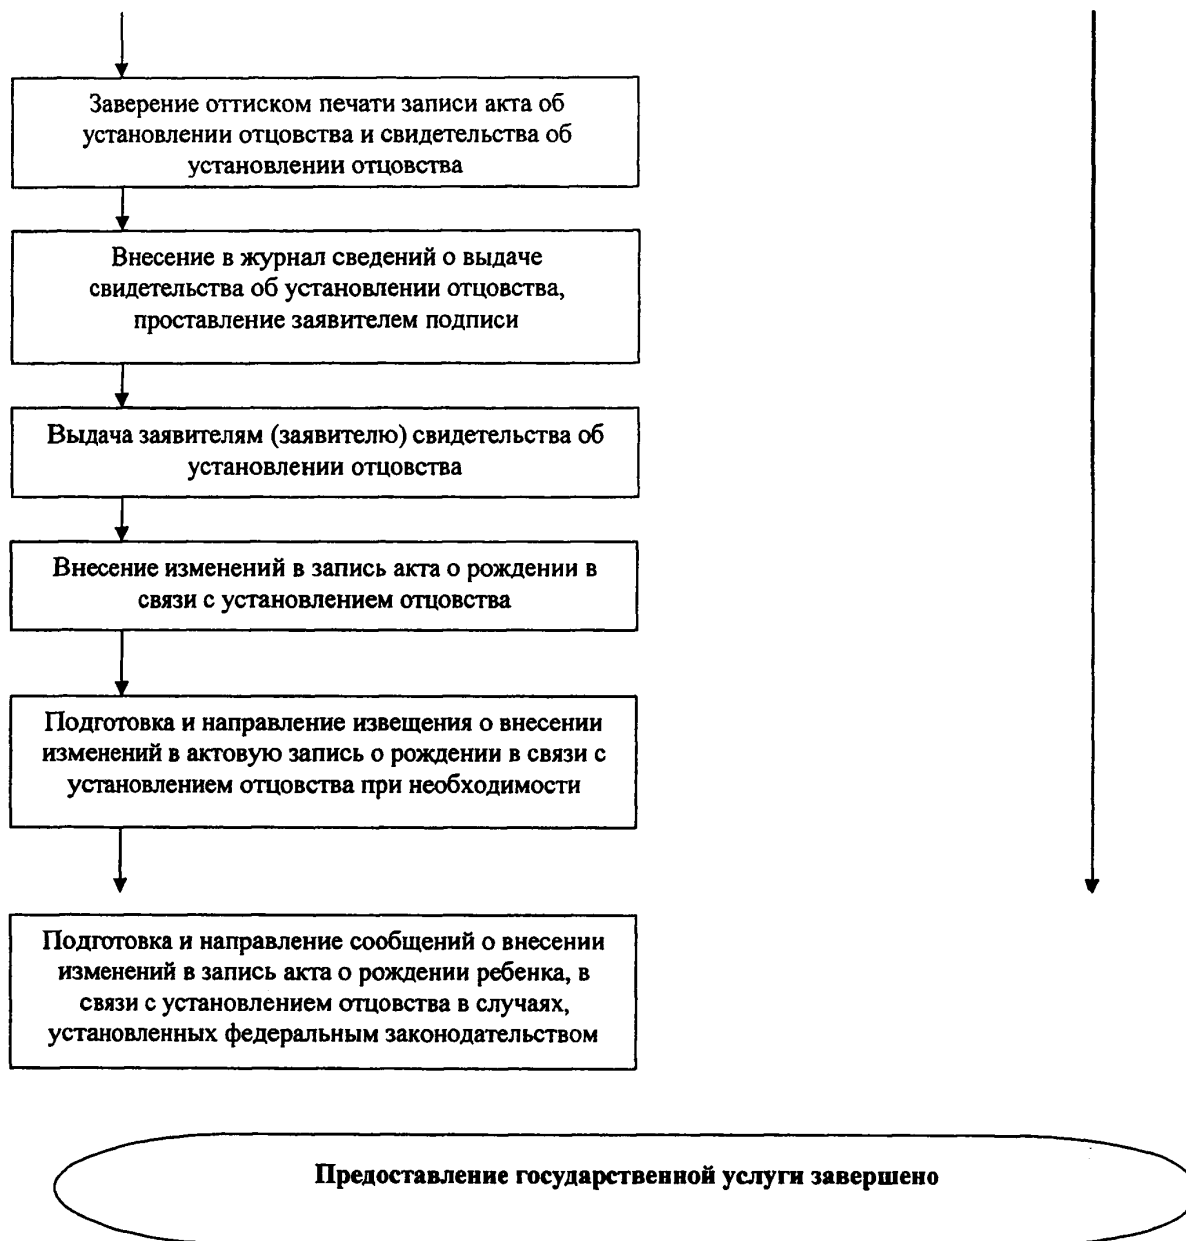 Заверение оттиском печати записи акта об
установлении отцовства и свидетельства об
установлении отцовства
Внесение в журнал сведений о выдаче
свидетельства об установлении отцовства,
проставление заявителем подписи
Выдача заявителям (заявителю) свидетельства об
установлении отцовства
Внесение изменений в запись акта о рождении в
связи с установлением отцовства
Подготовка и направление извещения о внесении
изменений в актовую запись о рождении в связи с
установлением отцовства при необходимости
Подготовка и направление сообщений о внесении
изменений в запись акта о рождении ребенка, в
связи с установлением отцовства в случаях,
установленных федеральным законодательством
Предоставление государственной услуги завершено